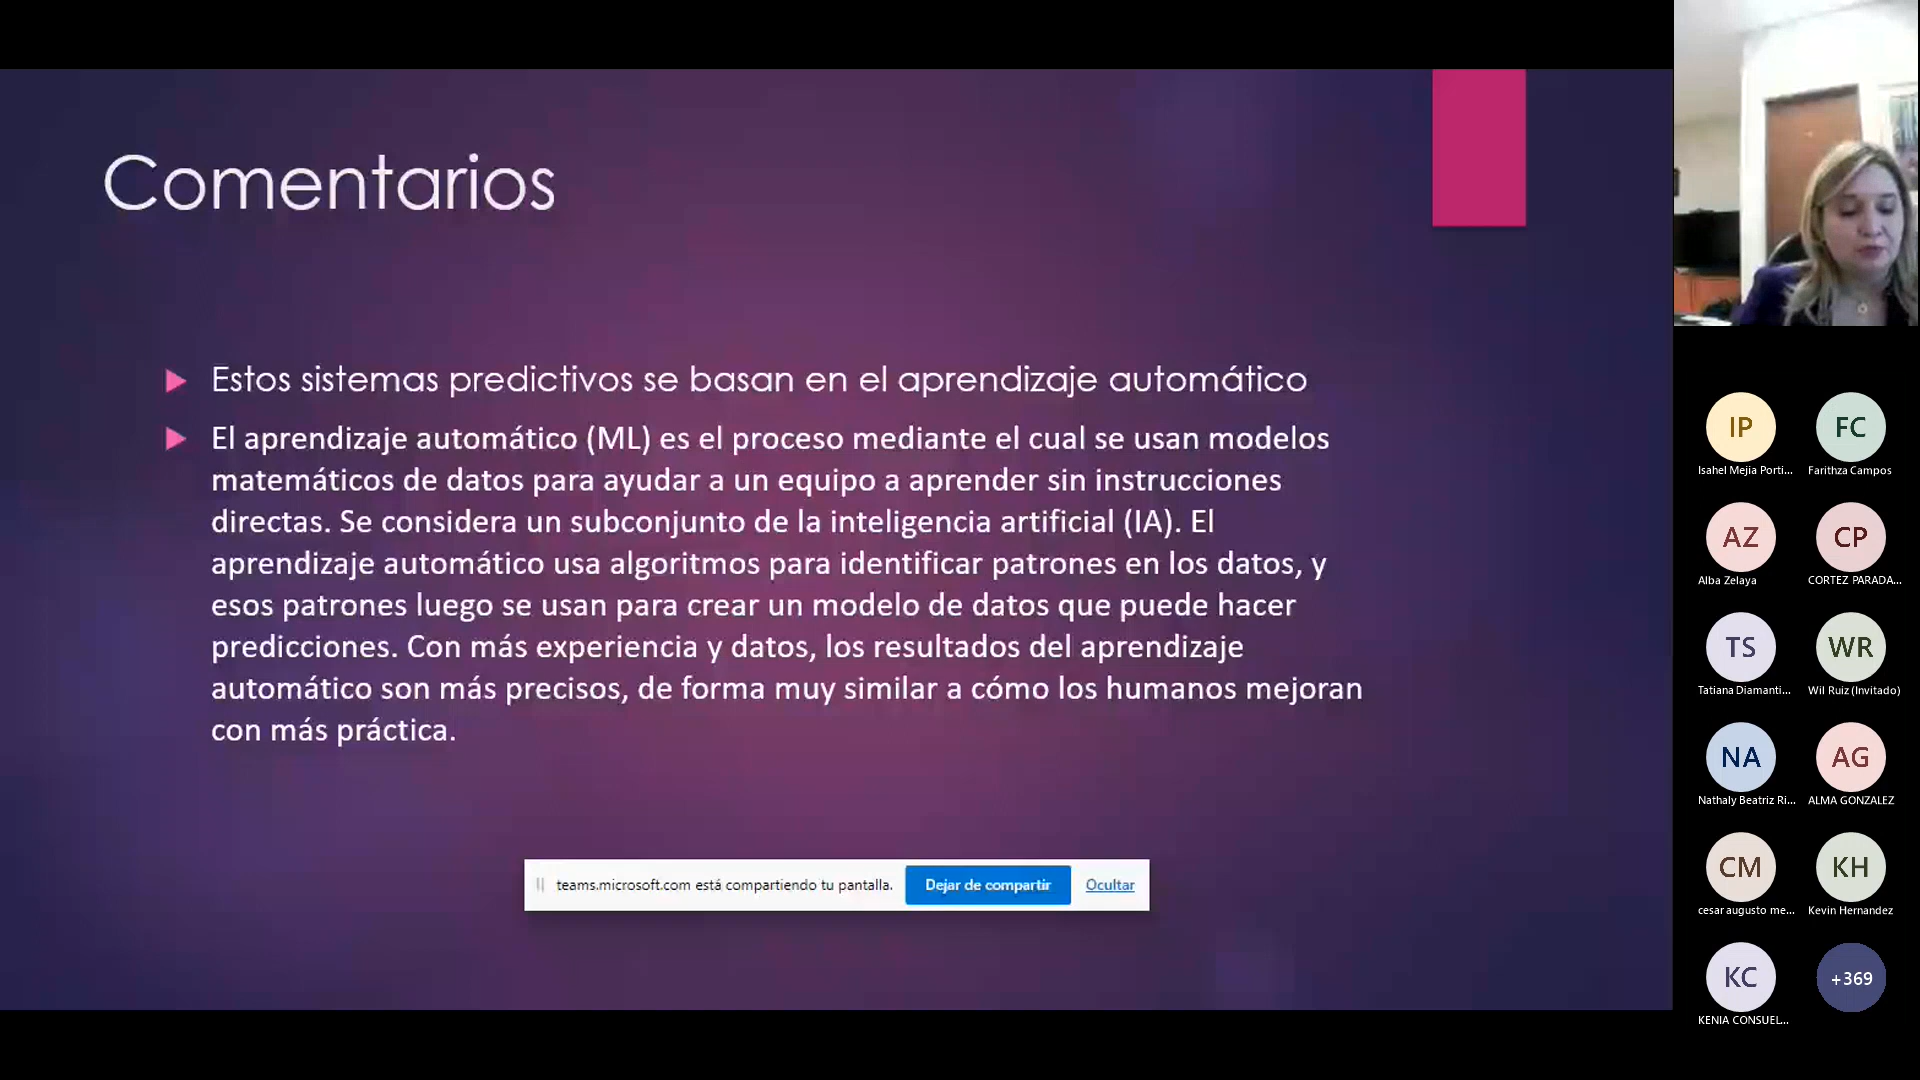 Comentarios
Estos sistemas predictivos se basan en el aprendizaje automático
El aprendizaje automático (ML) es el proceso mediante el cual se usan modelos
matemáticos de datos para ayudar a un equipo a aprender sin instrucciones
directas. Se considera un subconjunto de la inteligencia artificial (IA). El
aprendizaje automático usa algoritmos para identificar patrones en los datos, y
esos patrones luego se usan para crear un modelo de datos que puede hacer
predicciones. Con más experiencia y datos, los resultados del aprendizaje
automático son más precisos, de forma muy similar a cómo los humanos mejoran
con más práctica.
teams.microsoft.com está compartiendo tu pantalla. Dejar de compartir Ocultar
IP FC
Isahel Mejia Porti... Farithza Campos
AZ CP
Alba Zelaya CORTEZ PARADA...
TS WR
Tatiana Diamanti... Wil Ruiz (Invitado)
NA AG
Nathaly Beatriz Ri... ALMA GONZALEZ
CM KH
cesar augusto me... Kevin Hernandez
KC +369
KENIA CONSUEL...